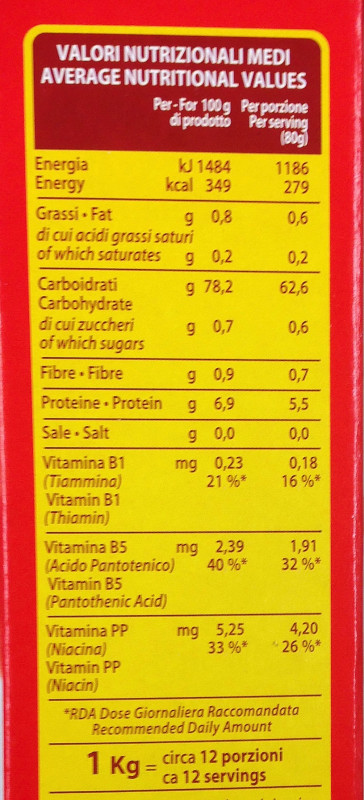 VALORI NUTRIZIONALI MEDI
AVERAGE NUTRITIONAL VALUES
Per-For 100 g Per porzione
di prodotto Per serving
(80g)
Energia kJ 1484 1186
Energy kcal 349 279
Grassi • Fat g 0,8 0,6
di cui acidi grassi saturi
of which saturates g 0,2 0,2
Carboidrati g 78,2 62,6
Carbohydrate
di cui zuccheri g 0,7 0,6
of which sugars
Fibre • Fibre g 0,9 0,7
Proteine • Protein g 6,9 5,5
Sale • Salt g 0,0 0,0
Vitamina B1 mg 0,23 0,18
(Tiammina) 21 %* 16 %*
Vitamin B1
(Thiamin)
Vitamina B5 mg 2,39 1,91
(Acido Pantotenico) 40 %* 32 %*
Vitamin B5
(Pantothenic Acid)
Vitamina PP mg 5,25 4,20
(Niacina) 33 %* 26 %*
Vitamin PP
(Niacin)
*RDA Dose Giornaliera Raccomandata
Recommended Daily Amount
1 Kg = circa 12 porzioni
ca 12 servings